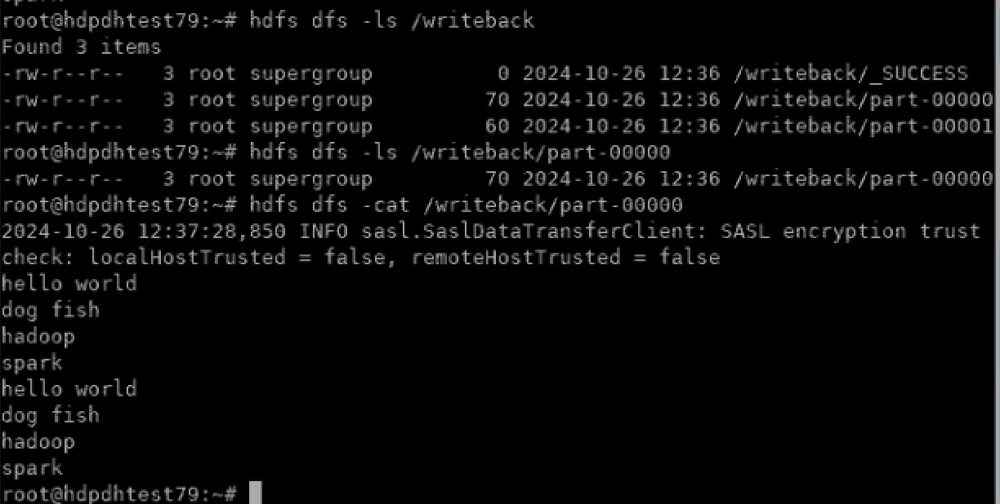 root@hdpdhtest79:~# hdfs dfs -ls /writeback
Found 3 items
-rw-r--r--   3 root supergroup          0 2024-10-26 12:36 /writeback/_SUCCESS
-rw-r--r--   3 root supergroup         70 2024-10-26 12:36 /writeback/part-00000
-rw-r--r--   3 root supergroup         60 2024-10-26 12:36 /writeback/part-00001
root@hdpdhtest79:~# hdfs dfs -ls /writeback/part-00000
-rw-r--r--   3 root supergroup         70 2024-10-26 12:36 /writeback/part-00000
root@hdpdhtest79:~# hdfs dfs -cat /writeback/part-00000
2024-10-26 12:37:28,850 INFO sasl.SaslDataTransferClient: SASL encryption trust
check: localHostTrusted = false, remoteHostTrusted = false
hello world
dog fish
hadoop
spark
hello world
dog fish
hadoop
spark
root@hdpdhtest79:~#